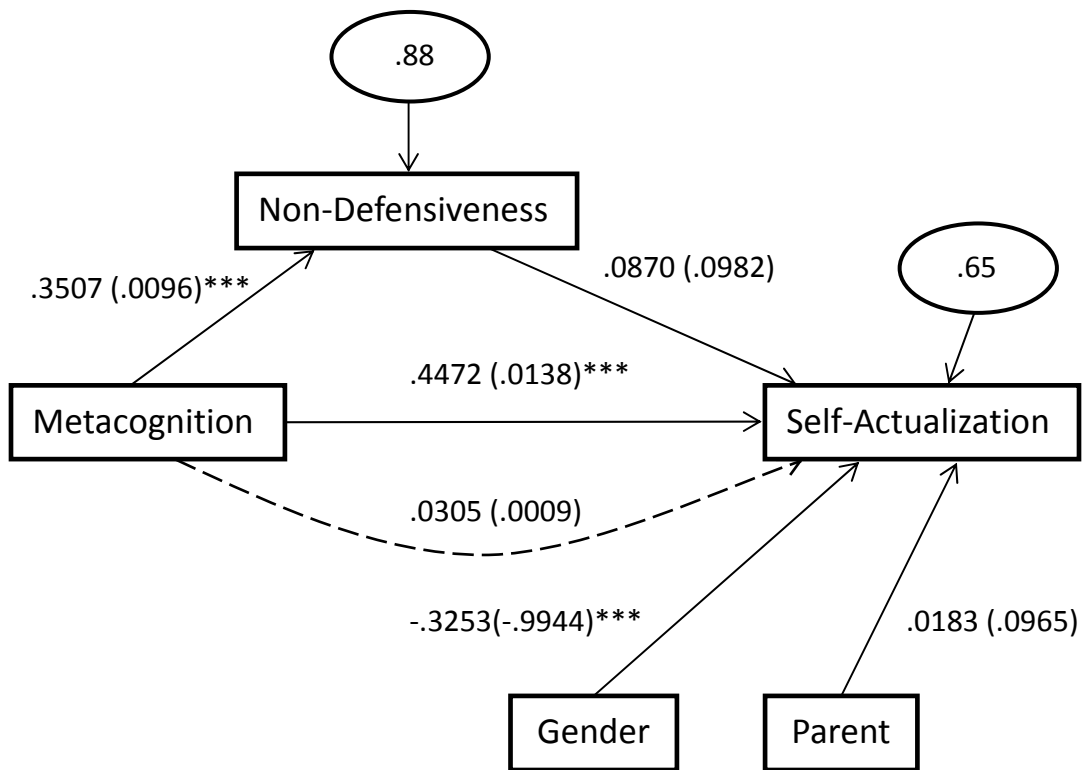 .88
Non-Defensiveness
.3507 (.0096)***
.0870 (.0982)
.65
.4472 (.0138)***
Metacognition
Self-Actualization
.0305 (.0009)
-.3253(-.9944)***
.0183 (.0965)
Gender
Parent